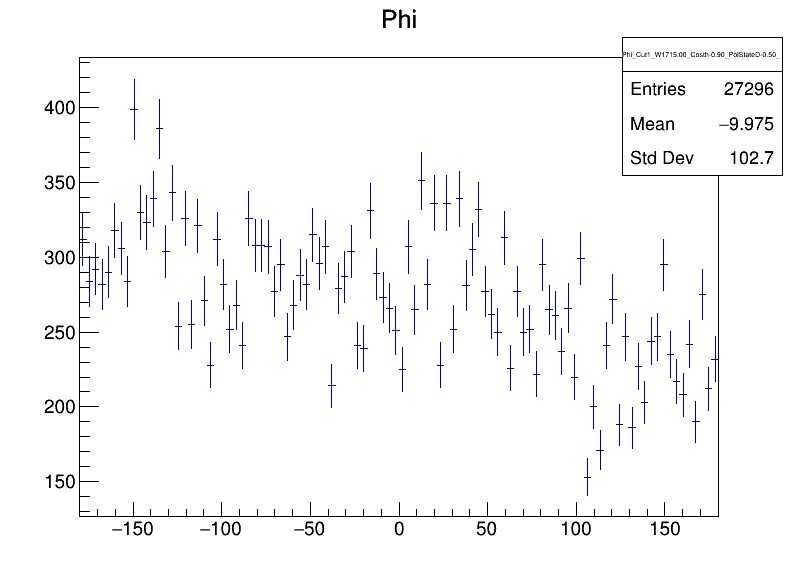 Phi
Phi_Cut1_W1715.00_Costh-0.90_PolStateD-0.50_
Entries 27296
Mean −9.975
Std Dev 102.7
400
350
300
250
200
150
−150 −100 −50 0 50 100 150